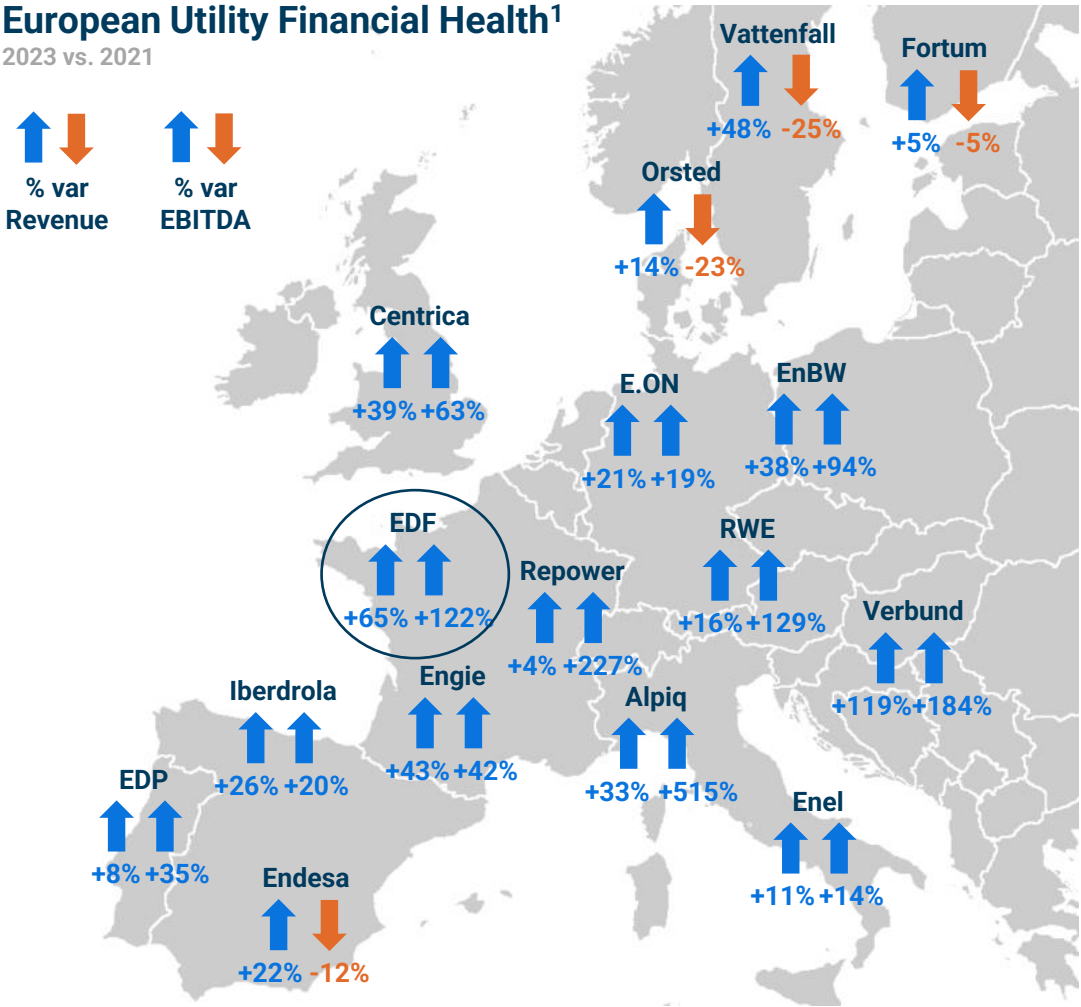 European Utility Financial Health¹
2023 vs. 2021
% var
Revenue
% var
EBITDA
Vattenfall
+48% -25%
Fortum
+5% -5%
Orsted
+14% -23%
Centrica
+39% +63%
E.ON
+21% +19%
EnBW
+38% +94%
EDF
+65% +122%
Repower
+4% +227%
RWE
+16% +129%
Verbund
+119% +184%
Engie
+43% +42%
Iberdrola
+26% +20%
Alpiq
+33% +515%
EDP
+8% +35%
Enel
+11% +14%
Endesa
+22% -12%